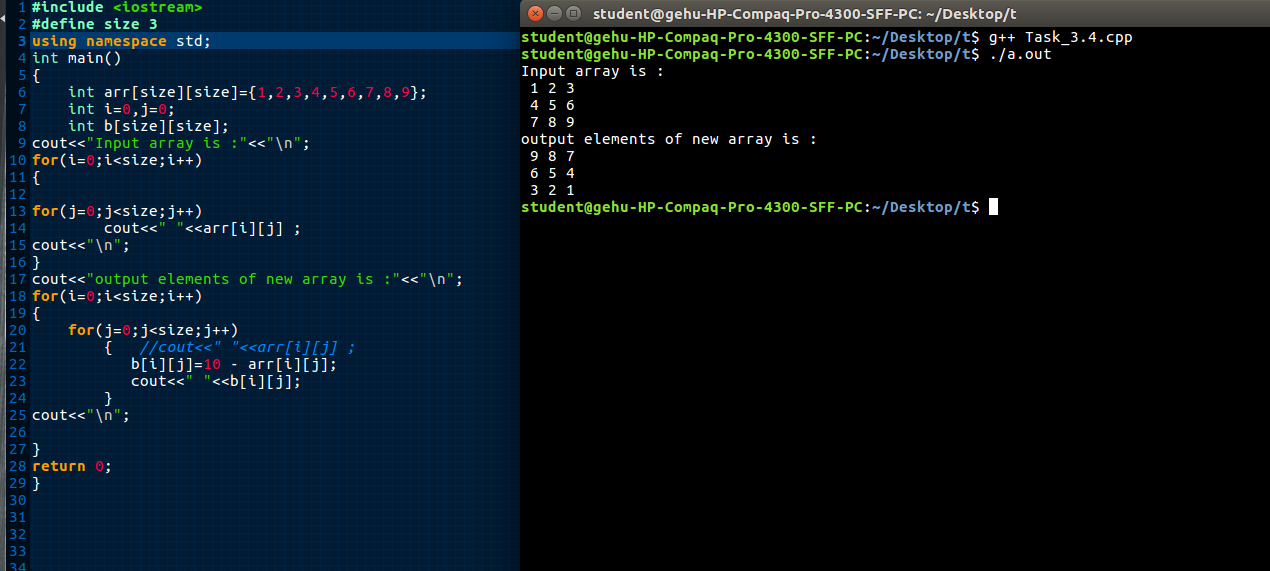 1 #include <iostream>
2 #define size 3
3 using namespace std;
4 int main()
5 {
6     int arr[size][size]={1,2,3,4,5,6,7,8,9};
7     int i=0,j=0;
8     int b[size][size];
9 cout<<"Input array is :"<<"\n";
10 for(i=0;i<size;i++)
11 {
12
13 for(j=0;j<size;j++)
14         cout<<" "<<arr[i][j] ;
15 cout<<"\n";
16 }
17 cout<<"output elements of new array is :"<<"\n";
18 for(i=0;i<size;i++)
19 {
20     for(j=0;j<size;j++)
21         {   //cout<<" "<<arr[i][j] ;
22            b[i][j]=10 - arr[i][j];
23            cout<<" "<<b[i][j];
24         }
25 cout<<"\n";
26
27 }
28 return 0;
29 }
30
31
32
33
34
student@gehu-HP-Compaq-Pro-4300-SFF-PC: ~/Desktop/t
student@gehu-HP-Compaq-Pro-4300-SFF-PC:~/Desktop/t$ g++ Task_3.4.cpp
student@gehu-HP-Compaq-Pro-4300-SFF-PC:~/Desktop/t$ ./a.out
Input array is :
 1 2 3
 4 5 6
 7 8 9
output elements of new array is :
 9 8 7
 6 5 4
 3 2 1
student@gehu-HP-Compaq-Pro-4300-SFF-PC:~/Desktop/t$